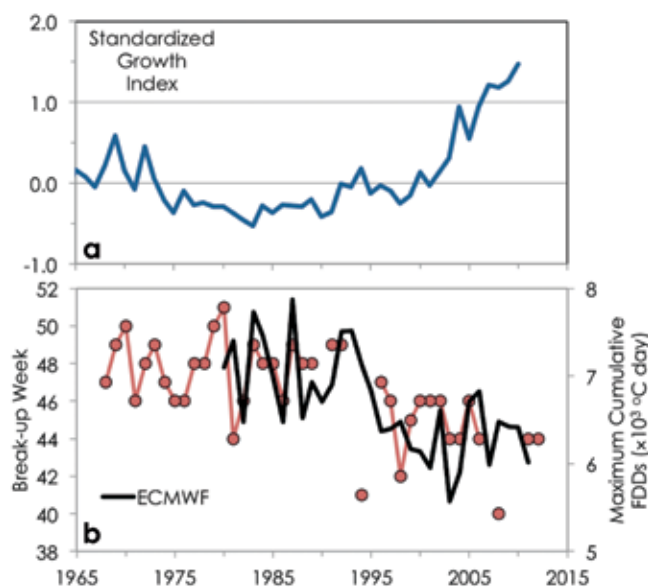 2.0
Standardized
Growth
Index
1.0
0.0
-1.0
a
52
50
48
46
44
42
40
38
Break-up Week
8
7
6
5
Maximum Cumulative
FDDs (×10³ °C day)
ECMWF
b
1965 1975 1985 1995 2005 2015